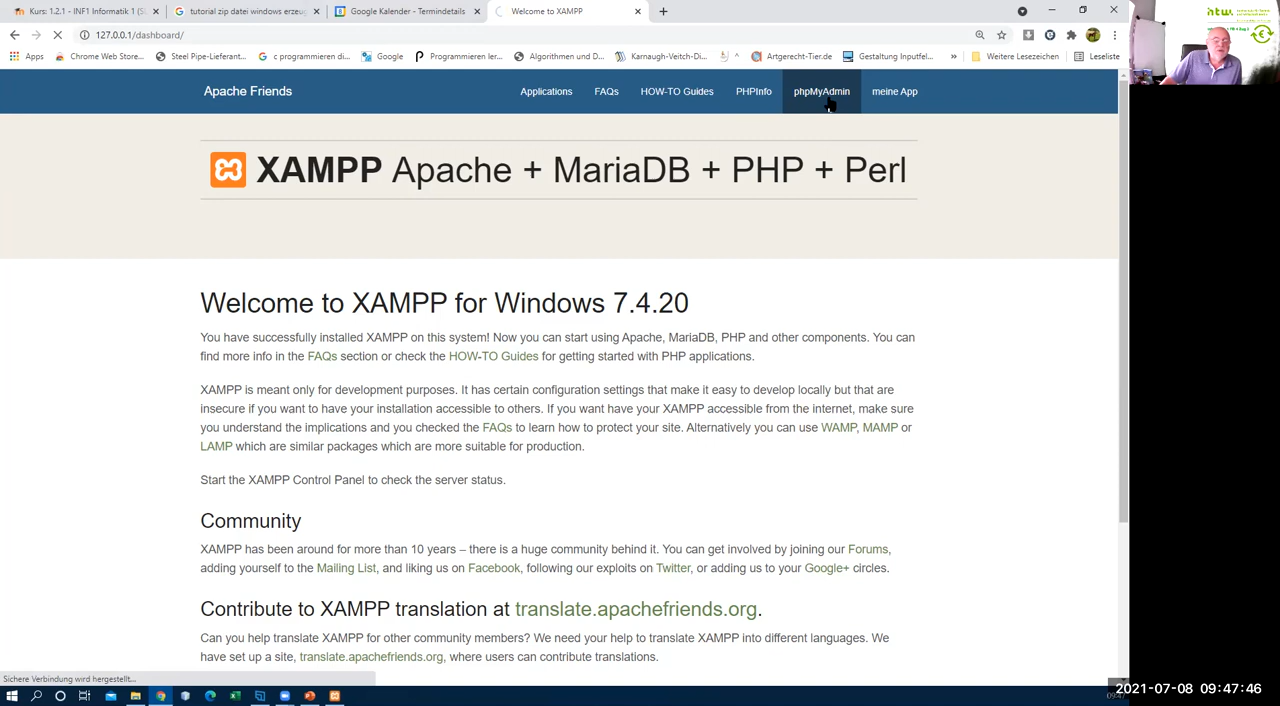 Kurs: 1.2.1 - INF1 Informatik 1 (S
tutorial zip datei windows erzeug
Google Kalender - Termindetails
Welcome to XAMPP
127.0.0.1/dashboard/
Apps
Chrome Web Store...
Steel Pipe-Lieferant...
c programmieren di...
Google
Programmieren ler...
Algorithmen und D...
Karnaugh-Veitch-Di...
Artgerecht-Tier.de
Gestaltung Inputfel...
»
Weitere Lesezeichen
Leseliste
Apache Friends
Applications
FAQs
HOW-TO Guides
PHPInfo
phpMyAdmin
meine App
XAMPP Apache + MariaDB + PHP + Perl
Welcome to XAMPP for Windows 7.4.20
You have successfully installed XAMPP on this system! Now you can start using Apache, MariaDB, PHP and other components. You can
find more info in the FAQs section or check the HOW-TO Guides for getting started with PHP applications.
XAMPP is meant only for development purposes. It has certain configuration settings that make it easy to develop locally but that are
insecure if you want to have your installation accessible to others. If you want have your XAMPP accessible from the internet, make sure
you understand the implications and you checked the FAQs to learn how to protect your site. Alternatively you can use WAMP, MAMP or
LAMP which are similar packages which are more suitable for production.
Start the XAMPP Control Panel to check the server status.
Community
XAMPP has been around for more than 10 years – there is a huge community behind it. You can get involved by joining our Forums,
adding yourself to the Mailing List, and liking us on Facebook, following our exploits on Twitter, or adding us to your Google+ circles.
Contribute to XAMPP translation at translate.apachefriends.org.
Can you help translate XAMPP for other community members? We need your help to translate XAMPP into different languages. We
have set up a site, translate.apachefriends.org, where users can contribute translations.
Sichere Verbindung wird hergestellt...
htw
2021-07-08 09:47:46